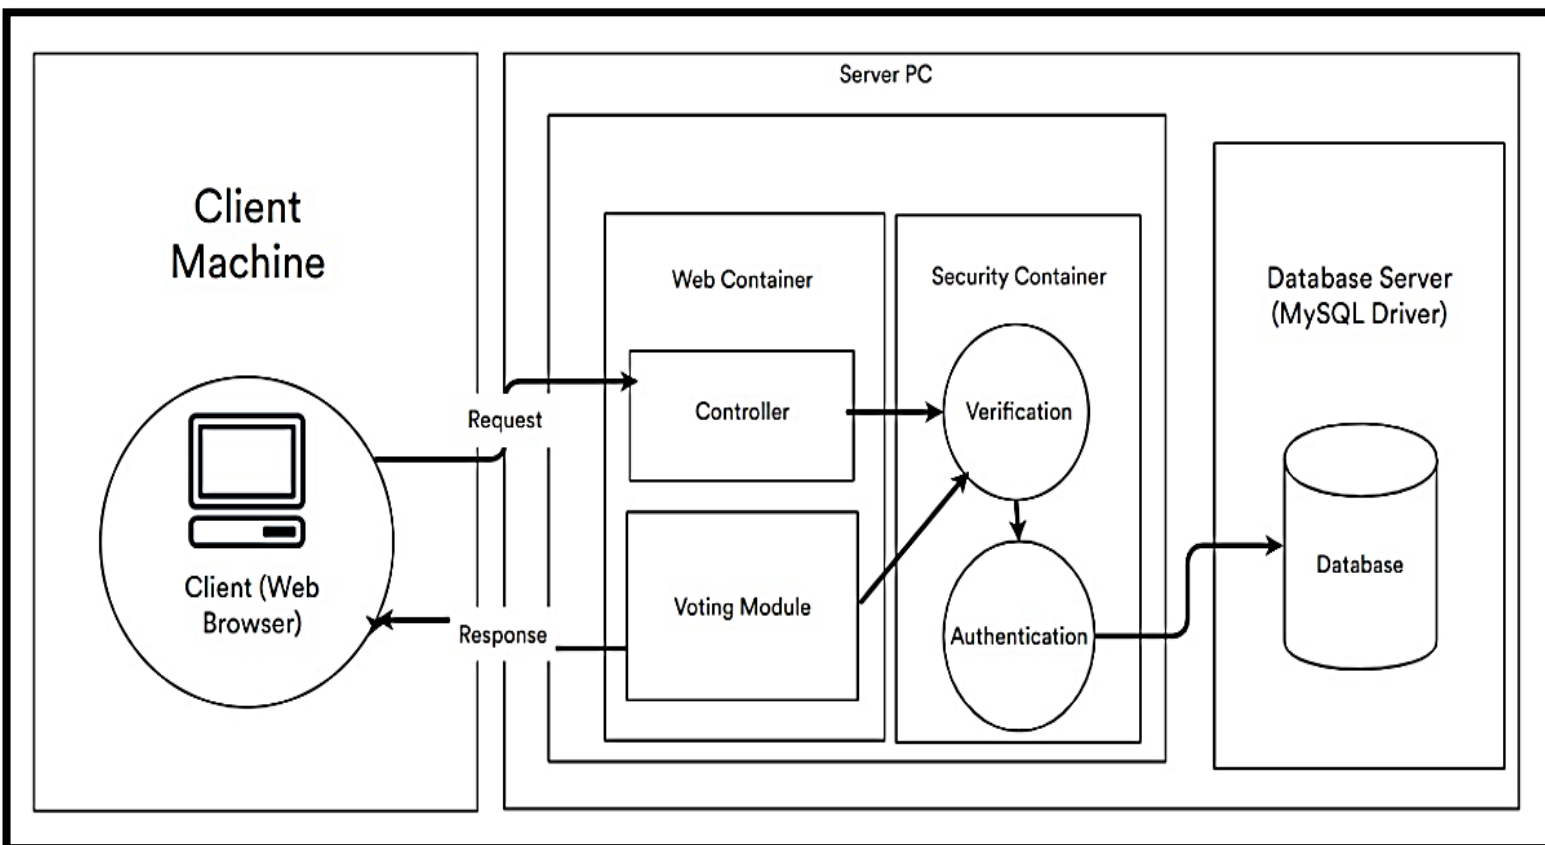 Server PC
Client
Machine
Web Container
Security Container
Database Server
(MySQL Driver)
Request
Controller
Verification
Client (Web
Browser)
Response
Voting Module
Authentication
Database